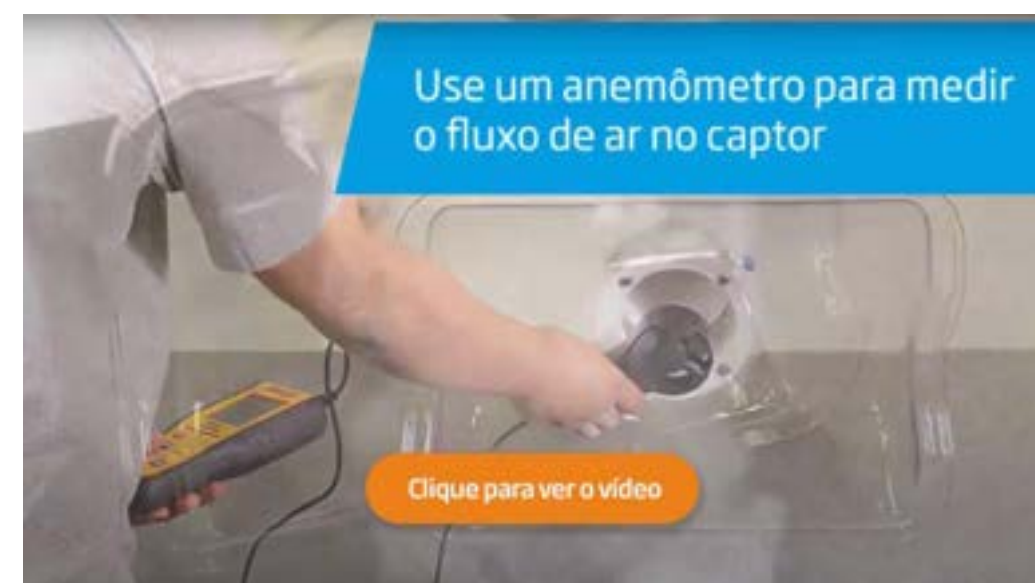 Use um anemômetro para medir
o fluxo de ar no captor
Clique para ver o vídeo